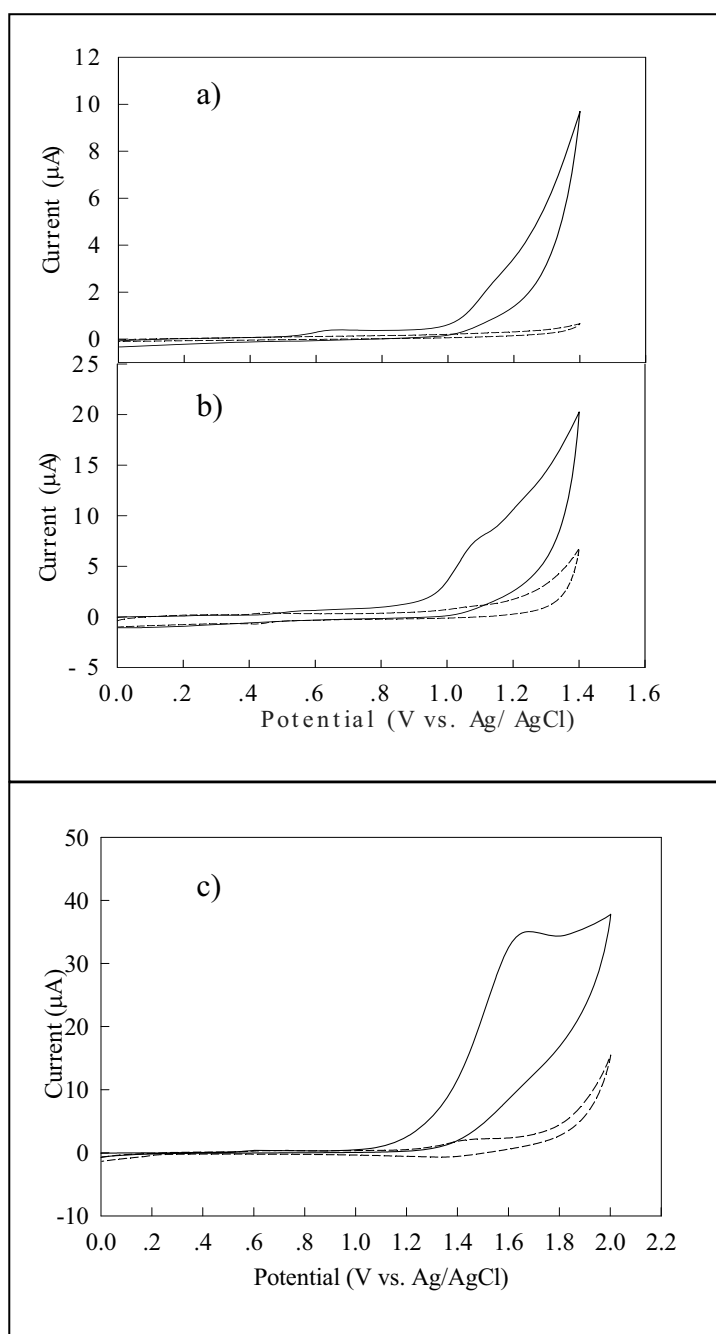 12
a)
10
8
6
4
2
0
Current (μA)
25
b)
20
15
10
5
0
- 5
Current (μA)
0.0 .2 .4 .6 .8 1.0 1.2 1.4 1.6
Potential (V vs. Ag/ AgCl)
50
c)
40
30
20
10
0
-10
Current (μA)
0.0 .2 .4 .6 .8 1.0 1.2 1.4 1.6 1.8 2.0 2.2
Potential (V vs. Ag/AgCl)